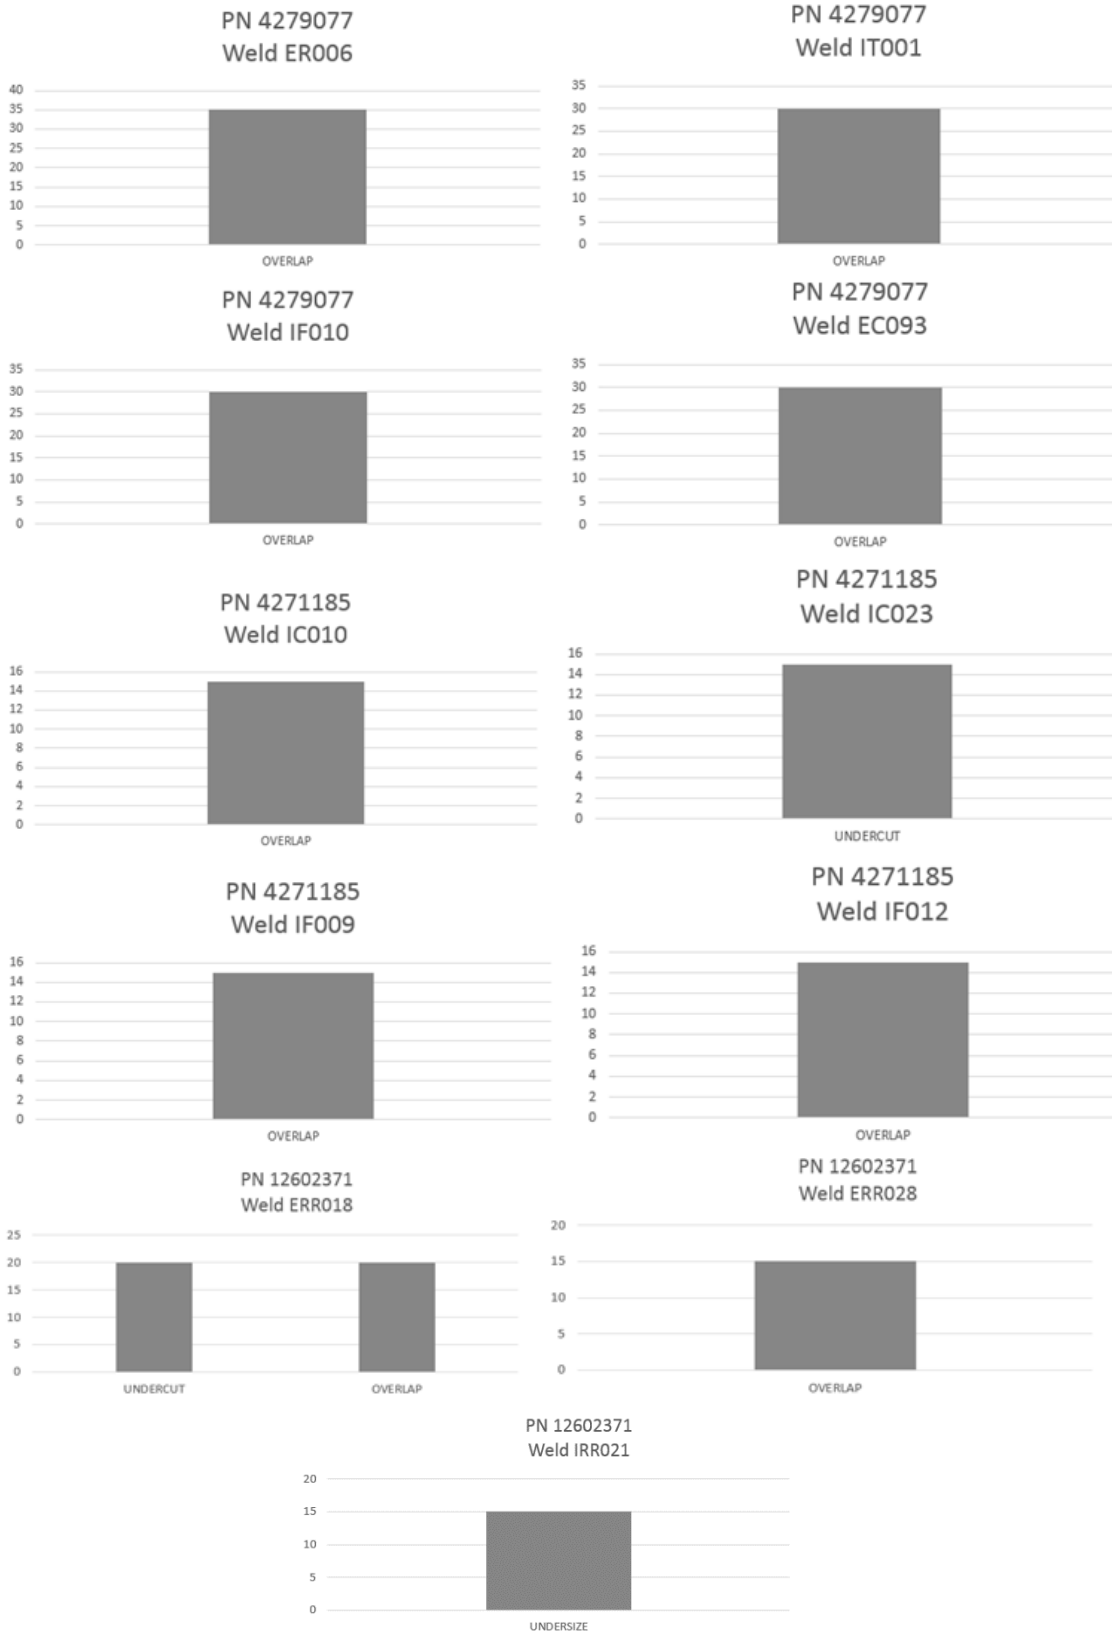 PN 4279077
Weld ER006
40
35
30
25
20
15
10
5
0
OVERLAP
PN 4279077
Weld IT001
35
30
25
20
15
10
5
0
OVERLAP
PN 4279077
Weld IF010
35
30
25
20
15
10
5
0
OVERLAP
PN 4279077
Weld EC093
35
30
25
20
15
10
5
0
OVERLAP
PN 4271185
Weld IC010
16
14
12
10
8
6
4
2
0
OVERLAP
PN 4271185
Weld IC023
16
14
12
10
8
6
4
2
0
UNDERCUT
PN 4271185
Weld IF009
16
14
12
10
8
6
4
2
0
OVERLAP
PN 4271185
Weld IF012
16
14
12
10
8
6
4
2
0
OVERLAP
PN 12602371
Weld ERR018
25
20
15
10
5
0
UNDERCUT OVERLAP
PN 12602371
Weld ERR028
20
15
10
5
0
OVERLAP
PN 12602371
Weld IRR021
20
15
10
5
0
UNDERSIZE